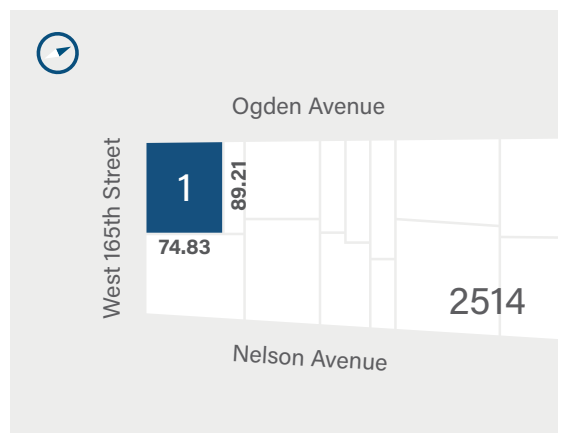 Ogden Avenue
West 165th Street
1
89.21
74.83
2514
Nelson Avenue